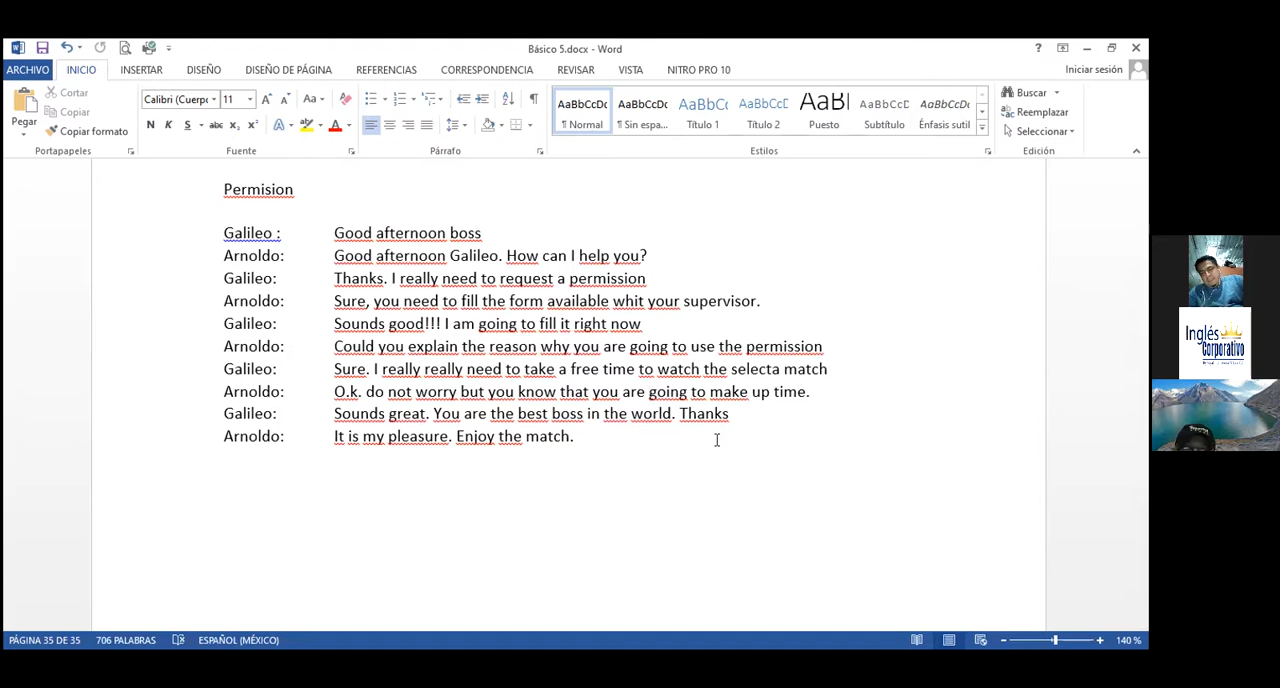 Básico 5.docx - Word
ARCHIVO INICIO INSERTAR DISEÑO DISEÑO DE PÁGINA REFERENCIAS CORRESPONDENCIA REVISAR VISTA NITRO PRO 10 Iniciar sesión
Pegar
Cortar
Copiar
Copiar formato
Portapapeles
Calibri (Cuerpo 11
N K S abc x₂ x²
Fuente
Párrafo
AaBbCcDc AaBbCcDc AaBbCc AaBbCcD AaBl AaBbCcD AaBbCcDc
¶ Normal ¶ Sin espa... Título 1 Título 2 Puesto Subtítulo Énfasis sutil
Estilos
Buscar
Reemplazar
Seleccionar
Edición
Permision
Galileo : Good afternoon boss
Arnoldo: Good afternoon Galileo. How can I help you?
Galileo: Thanks. I really need to request a permission
Arnoldo: Sure, you need to fill the form available whit your supervisor.
Galileo: Sounds good!!! I am going to fill it right now
Arnoldo: Could you explain the reason why you are going to use the permission
Galileo: Sure. I really really need to take a free time to watch the selecta match
Arnoldo: O.k. do not worry but you know that you are going to make up time.
Galileo: Sounds great. You are the best boss in the world. Thanks
Arnoldo: It is my pleasure. Enjoy the match.
Inglés
Corporativo
PÁGINA 35 DE 35 706 PALABRAS ESPAÑOL (MÉXICO) 140 %